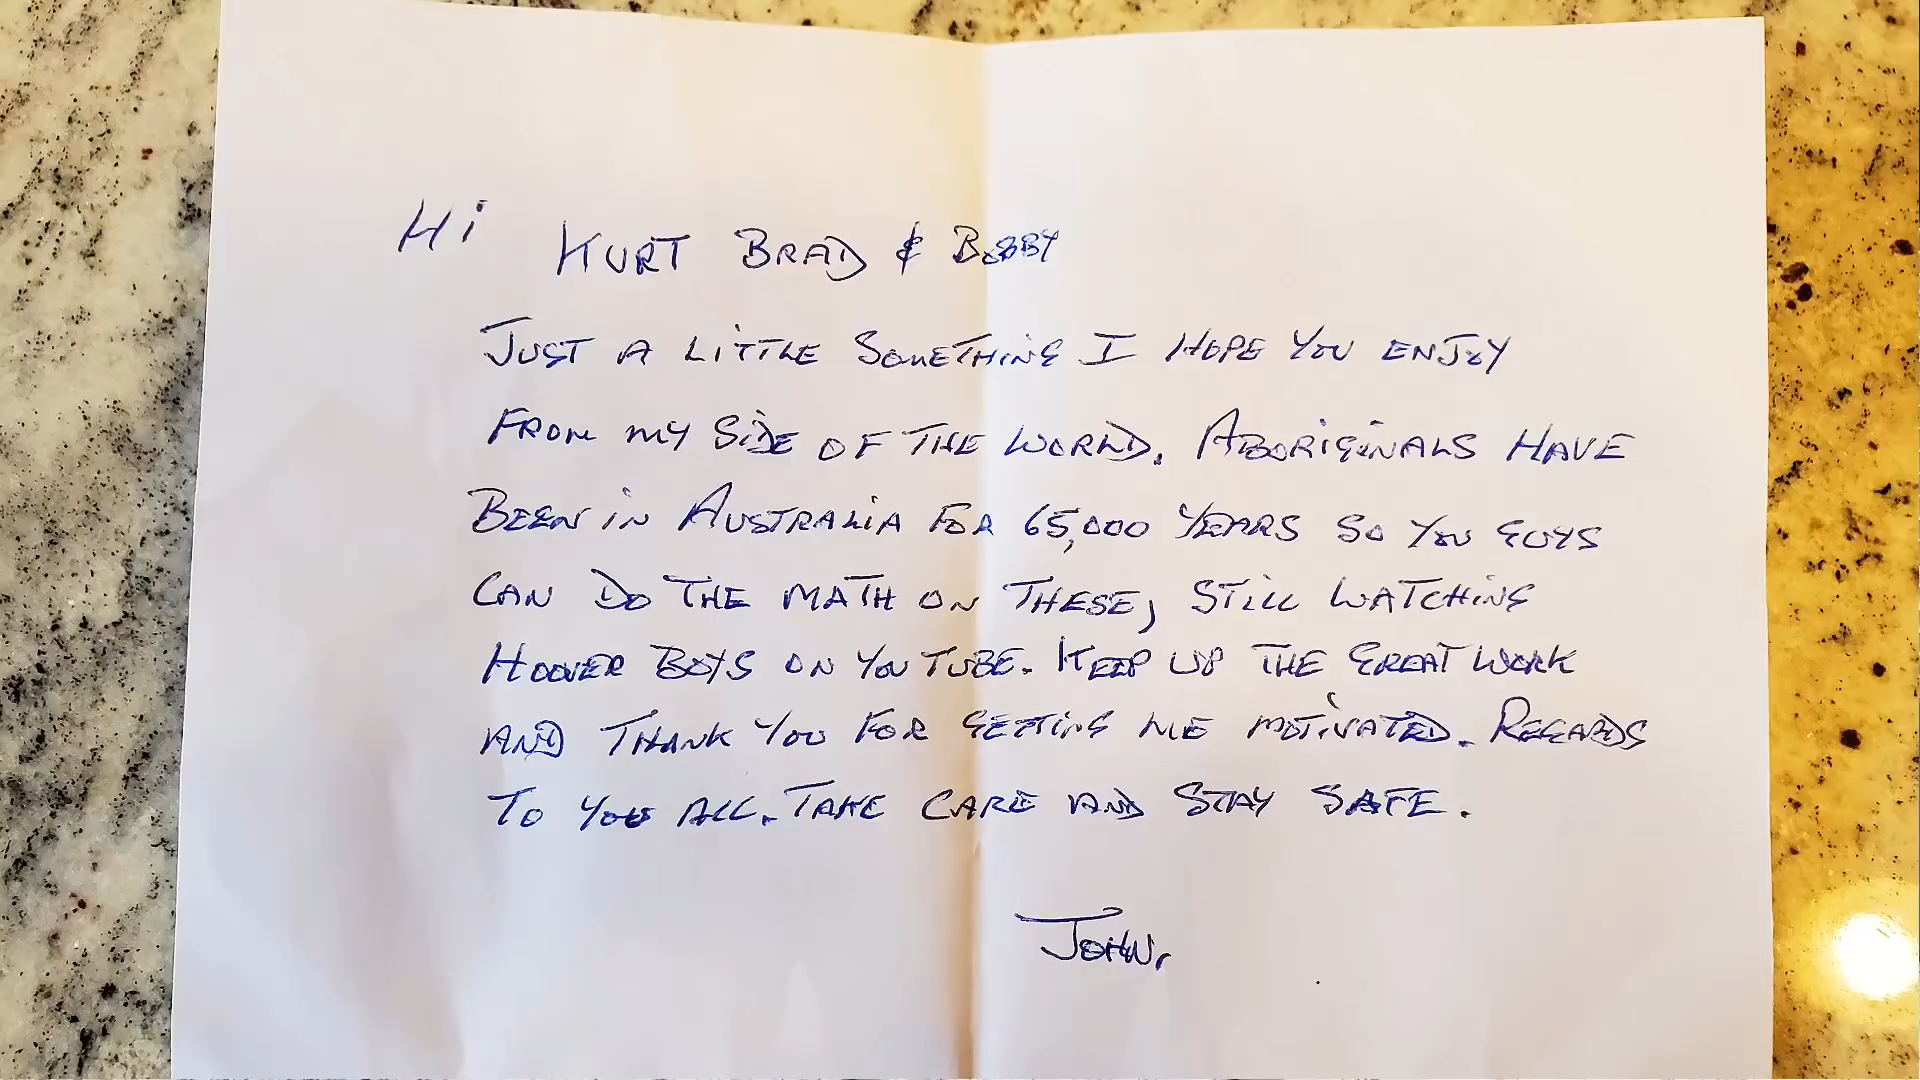 Hi KURT BRAD & BOBBY
JUST A LITTLE SOMETHING I HOPE YOU ENJOY
FROM MY SIDE OF THE WORLD. ABORIGINALS HAVE
BEEN IN AUSTRALIA FOR 65,000 YEARS SO YOU GUYS
CAN DO THE MATH ON THESE, STILL WATCHING
HOOVER BOYS ON YOU TUBE. KEEP UP THE GREAT WORK
AND THANK YOU FOR GETTING ME MOTIVATED. REGARDS
TO YOU ALL. TAKE CARE AND STAY SAFE.
JOHN.